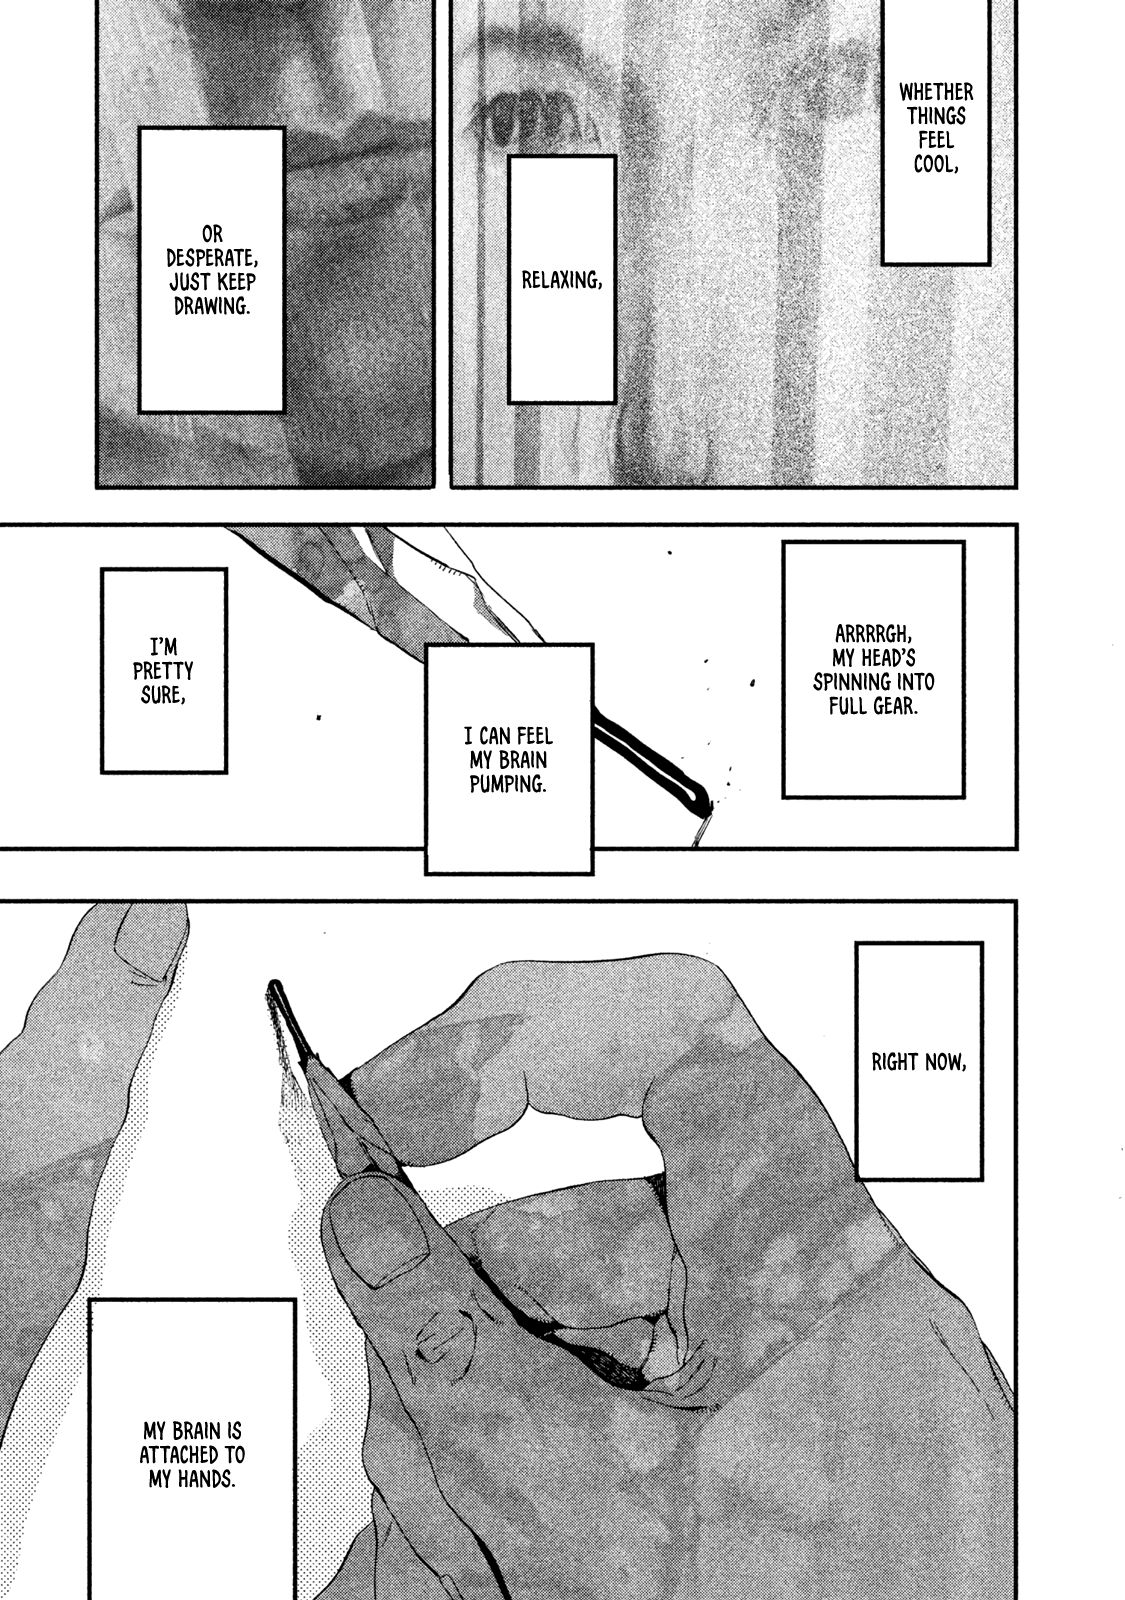 WHETHER
THINGS
FEEL
COOL,
RELAXING,
OR
DESPERATE,
JUST KEEP
DRAWING.
ARRRRGH,
MY HEAD'S
SPINNING INTO
FULL GEAR.
I CAN FEEL
MY BRAIN
PUMPING.
I'M
PRETTY
SURE,
RIGHT NOW,
MY BRAIN IS
ATTACHED TO
MY HANDS.